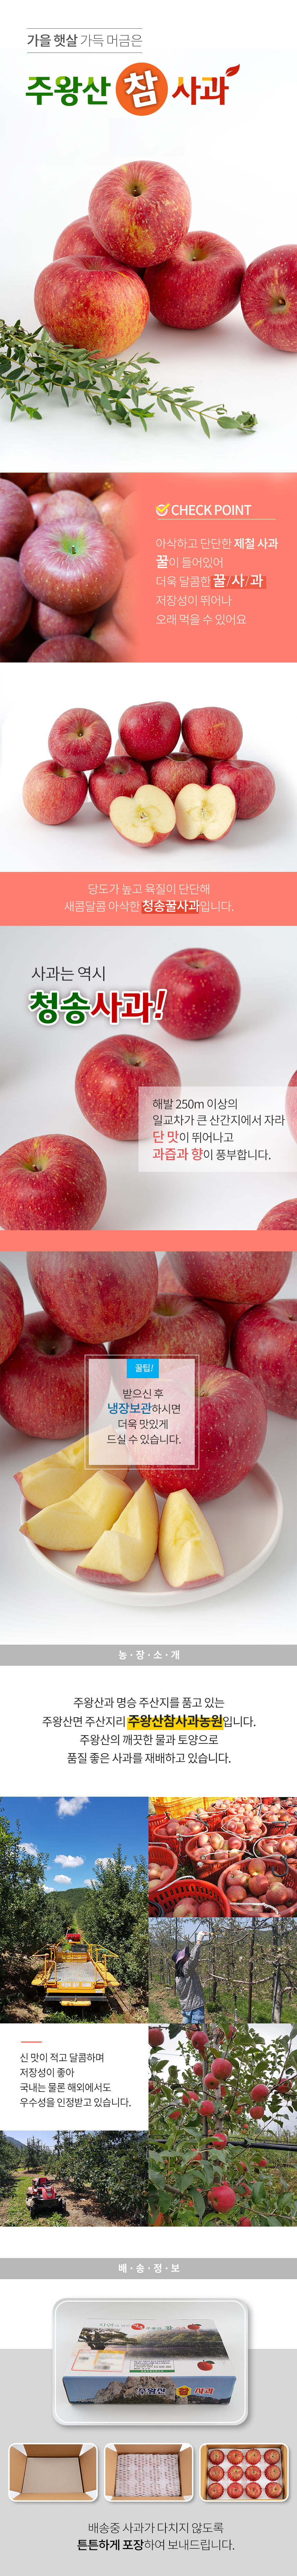 가을 햇살 가득 머금은
주왕산 참 사과
CHECK POINT
아삭하고 단단한 제철 사과
꿀이 들어있어
더욱 달콤한 꿀/사/과
저장성이 뛰어나
오래 먹을 수 있어요
당도가 높고 육질이 단단해
새콤달콤 아삭한 청송꿀사과입니다.
사과는 역시
청송사과!
해발 250m 이상의
일교차가 큰 산간지에서 자라
단 맛이 뛰어나고
과즙과 향이 풍부합니다.
꿀팁!
받으신 후
냉장보관하시면
더욱 맛있게
드실 수 있습니다.
농·장·소·개
주왕산과 명승 주산지를 품고 있는
주왕산면 주산지리 주왕산참사과농원입니다.
주왕산의 깨끗한 물과 토양으로
품질 좋은 사과를 재배하고 있습니다.
신 맛이 적고 달콤하며
저장성이 좋아
국내는 물론 해외에서도
우수성을 인정받고 있습니다.
배·송·정·보
주왕산 참 사과
배송중 사과가 다치지 않도록
튼튼하게 포장하여 보내드립니다.